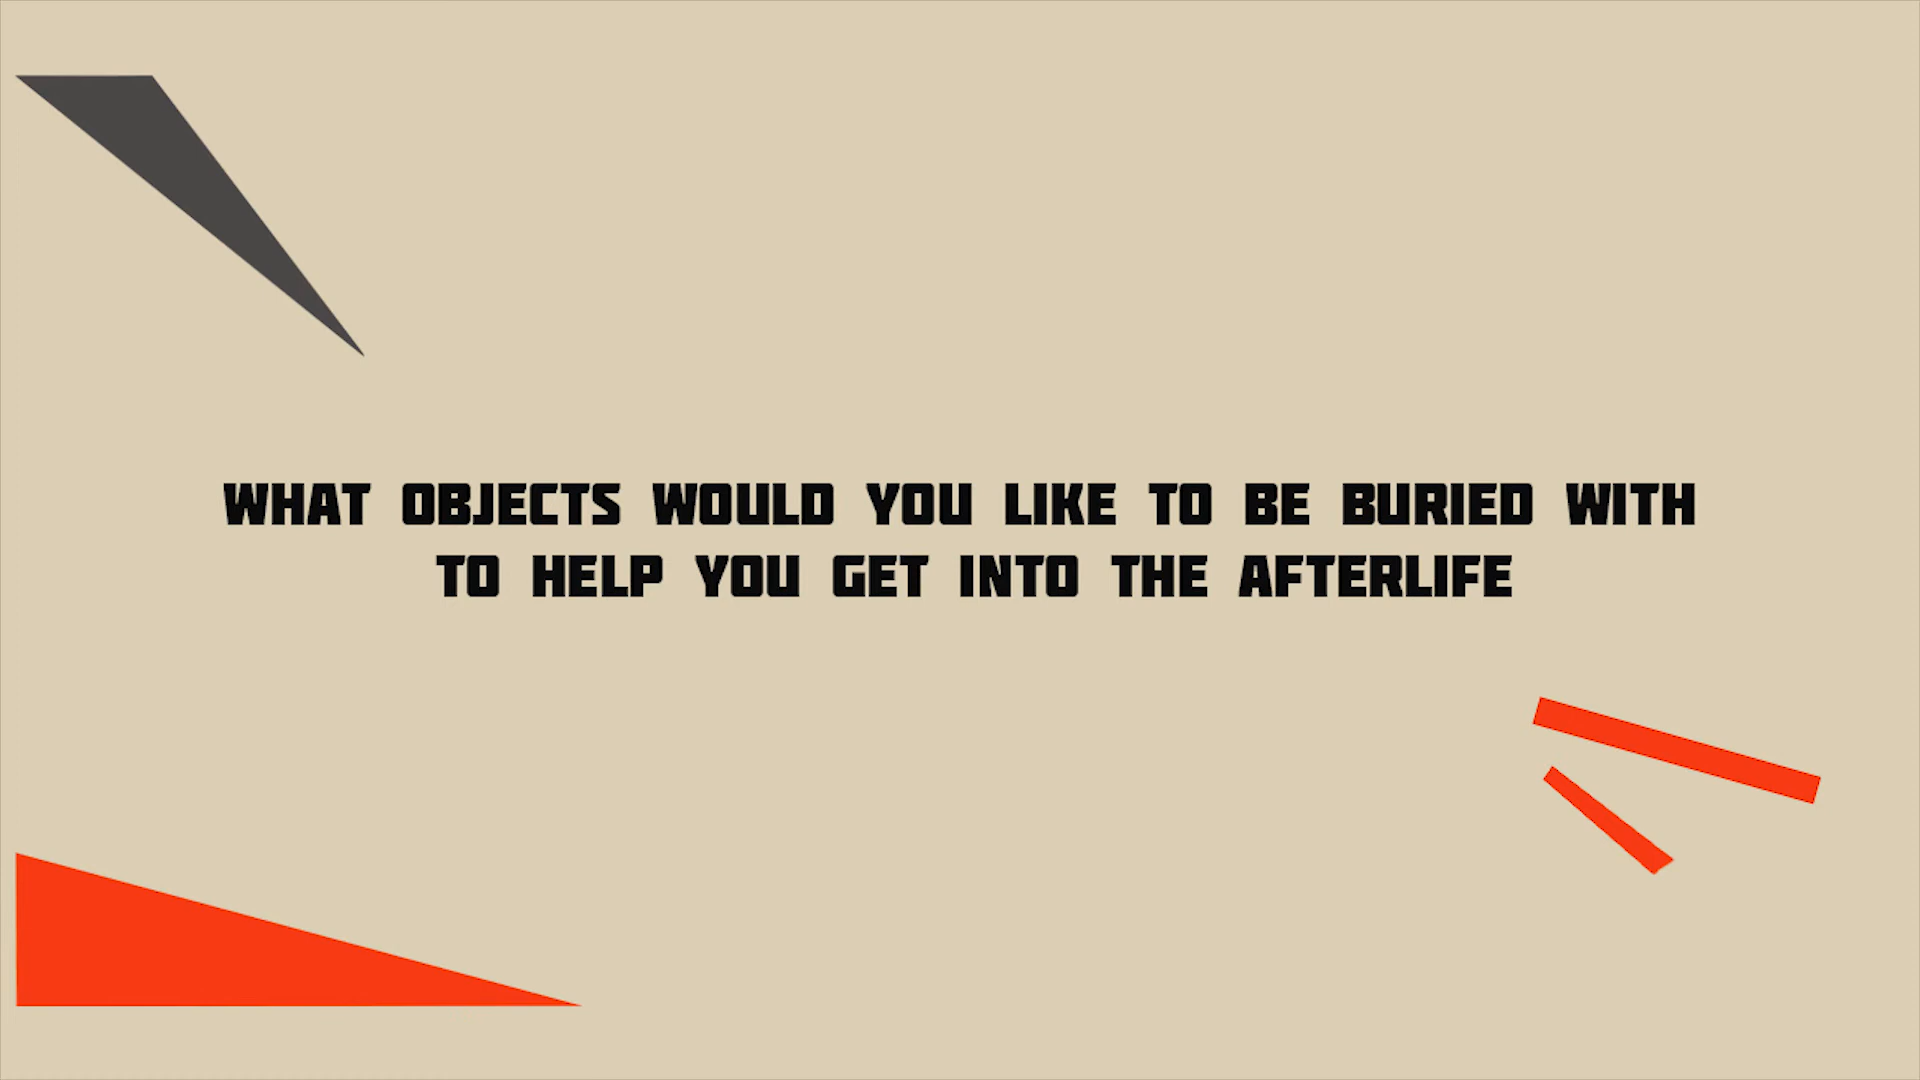 WHAT OBJECTS WOULD YOU LIKE TO BE BURIED WITH
TO HELP YOU GET INTO THE AFTERLIFE